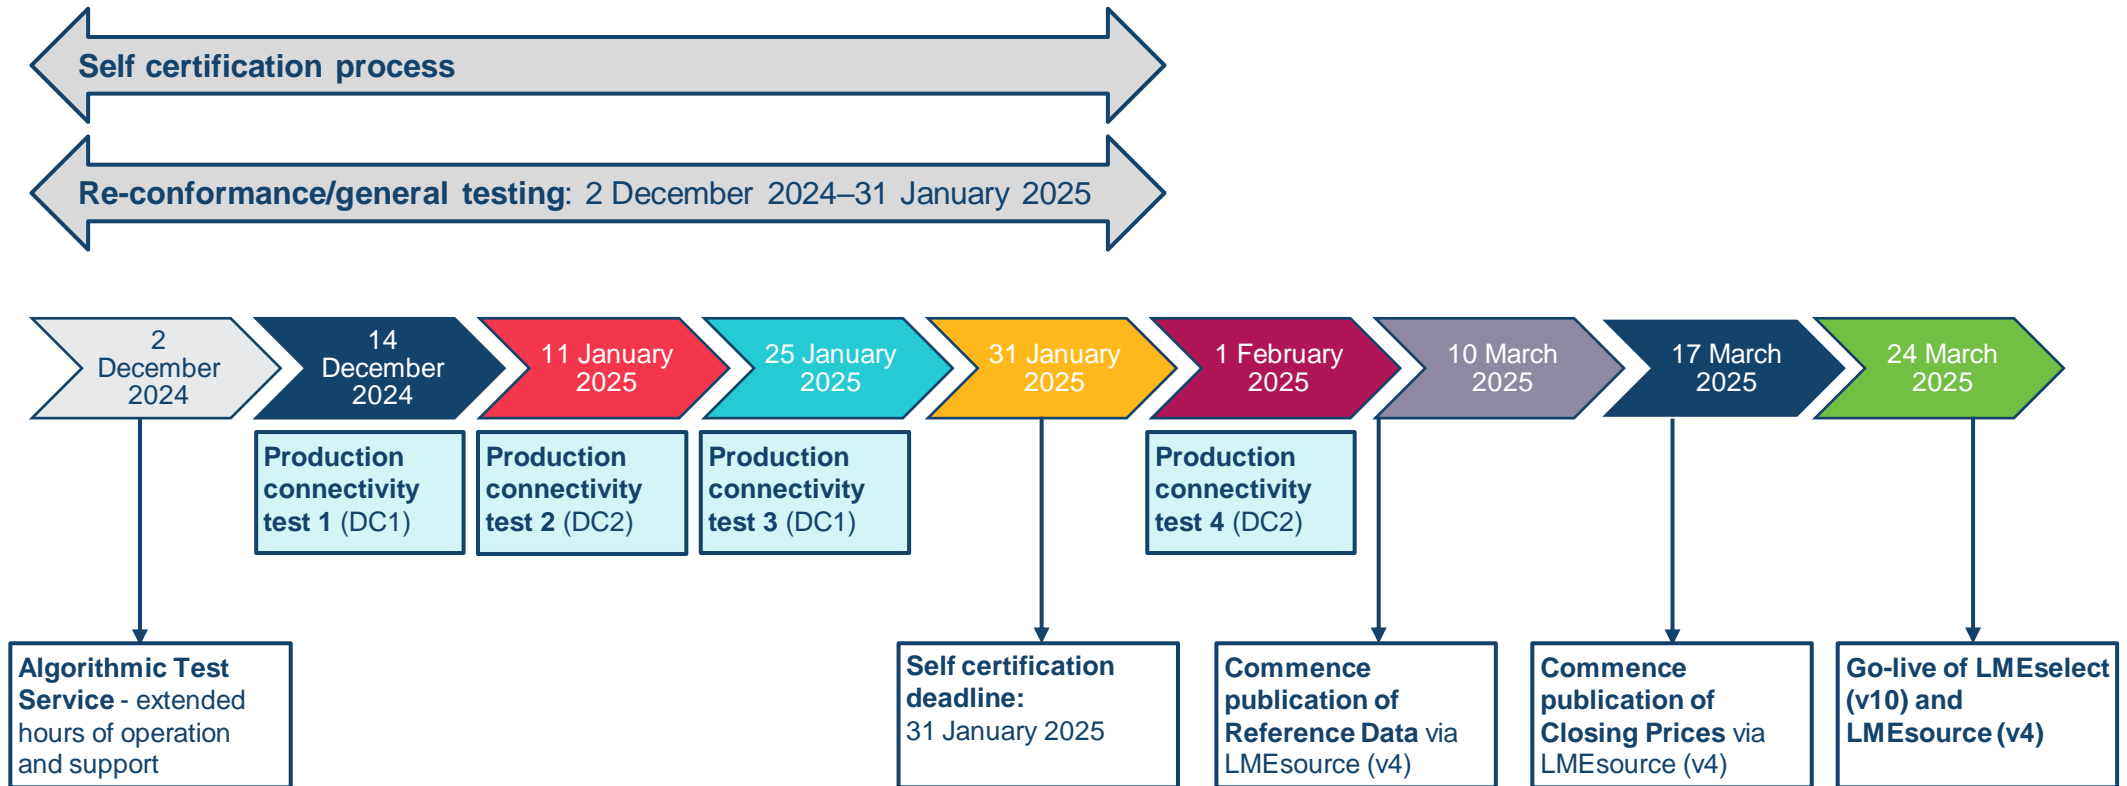 Self certification process
Re-conformance/general testing: 2 December 2024–31 January 2025
2
December
2024
14
December
2024
11 January
2025
25 January
2025
31 January
2025
1 February
2025
10 March
2025
17 March
2025
24 March
2025
Production
connectivity
test 1 (DC1)
Production
connectivity
test 2 (DC2)
Production
connectivity
test 3 (DC1)
Production
connectivity
test 4 (DC2)
Algorithmic Test
Service - extended
hours of operation
and support
Self certification
deadline:
31 January 2025
Commence
publication of
Reference Data via
LMEsource (v4)
Commence
publication of
Closing Prices via
LMEsource (v4)
Go-live of LMEselect
(v10) and
LMEsource (v4)